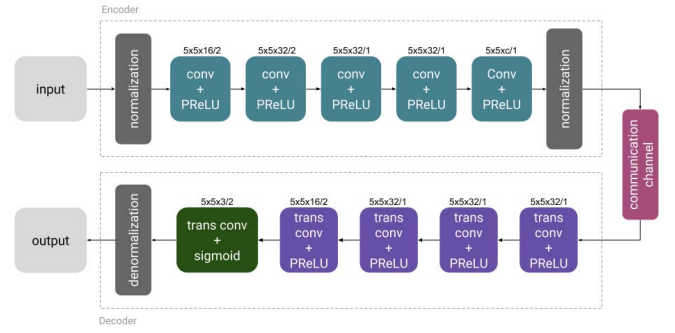 Encoder
input
normalization
5x5x16/2
conv
+
PReLU
5x5x32/2
conv
+
PReLU
5x5x32/1
conv
+
PReLU
5x5x32/1
conv
+
PReLU
5x5xc/1
Conv
+
PReLU
normalization
communication
channel
output
denormalization
5x5x3/2
trans conv
+
sigmoid
5x5x16/2
trans
conv
+
PReLU
5x5x32/1
trans
conv
+
PReLU
5x5x32/1
trans
conv
+
PReLU
5x5x32/1
trans
conv
+
PReLU
Decoder